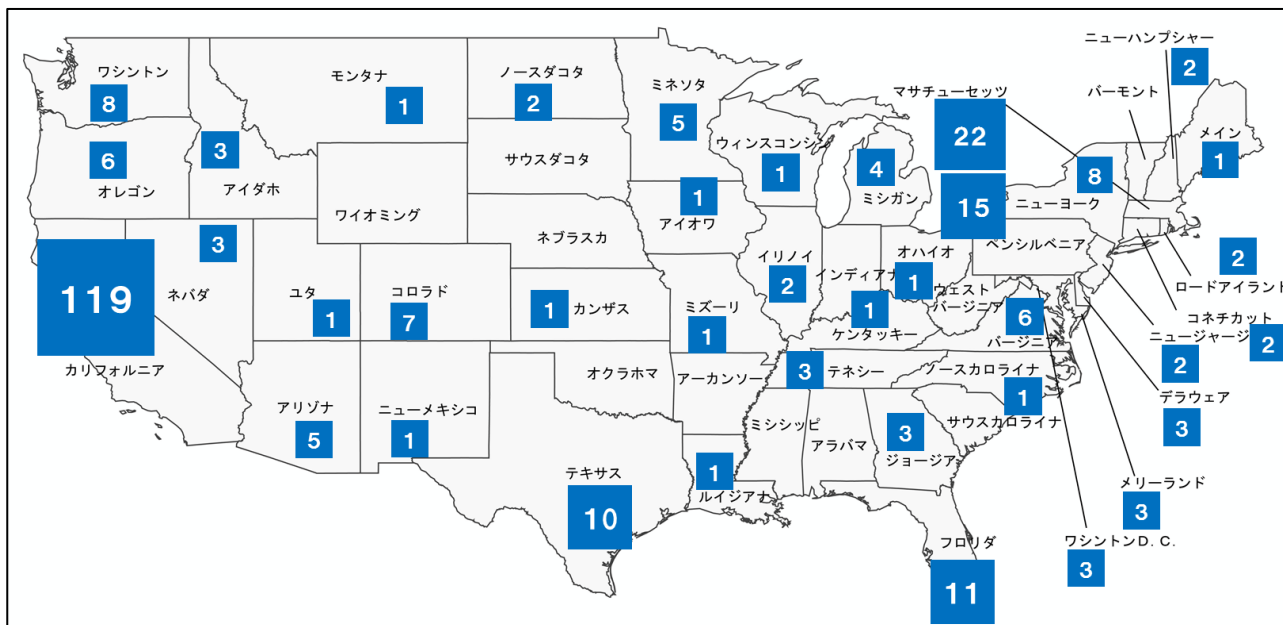 ニューハンプシャー
2
ワシントン
8
モンタナ
1
ノースダコタ
2
ミネソタ
5
マサチューセッツ
22
バーモント
メイン
1
オレゴン
6
アイダホ
3
サウスダコタ
ウィンスコンシ
1
ミシガン
4
8
ニューヨーク
15
ペンシルベニア
ワイオミング
アイオワ
1
ネブラスカ
カリフォルニア
119
ネバダ
3
ユタ
1
コロラド
7
カンザス
1
ミズーリ
1
イリノイ
2
インディアナ
オハイオ
1
ウェスト
バージニア
ケンタッキー
1
バージニア
6
ロードアイランド
2
コネチカット
2
ニュージャージ
2
デラウェア
3
メリーランド
3
ワシントンD.C.
3
アリゾナ
5
ニューメキシコ
1
オクラホマ
アーカンソー
テネシー
3
ノースカロライナ
1
サウスカロライナ
テキサス
10
ルイジアナ
1
ミシシッピ
アラバマ
ジョージア
3
フロリダ
11